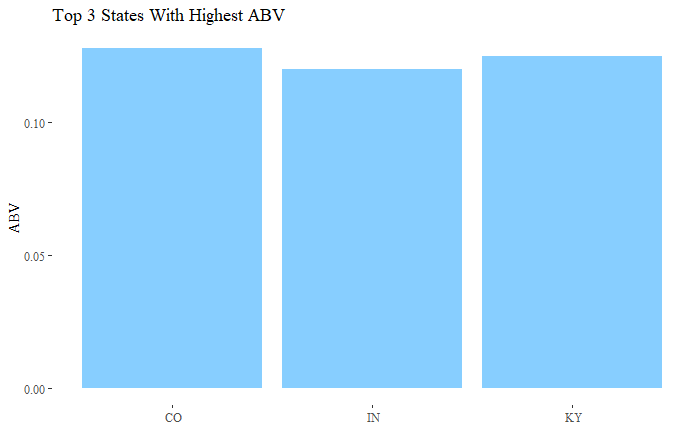 Top 3 States With Highest ABV
ABV
0.10
0.05
0.00
CO
IN
KY